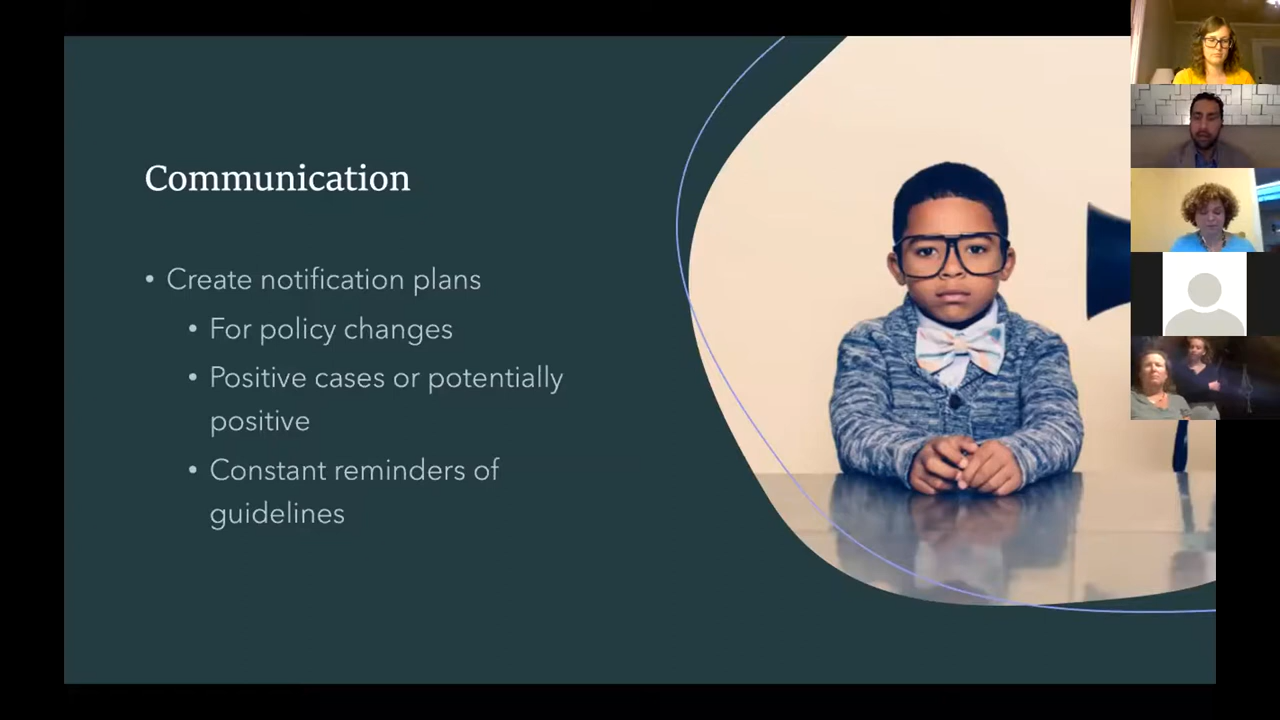 Communication
• Create notification plans
• For policy changes
• Positive cases or potentially
positive
• Constant reminders of
guidelines